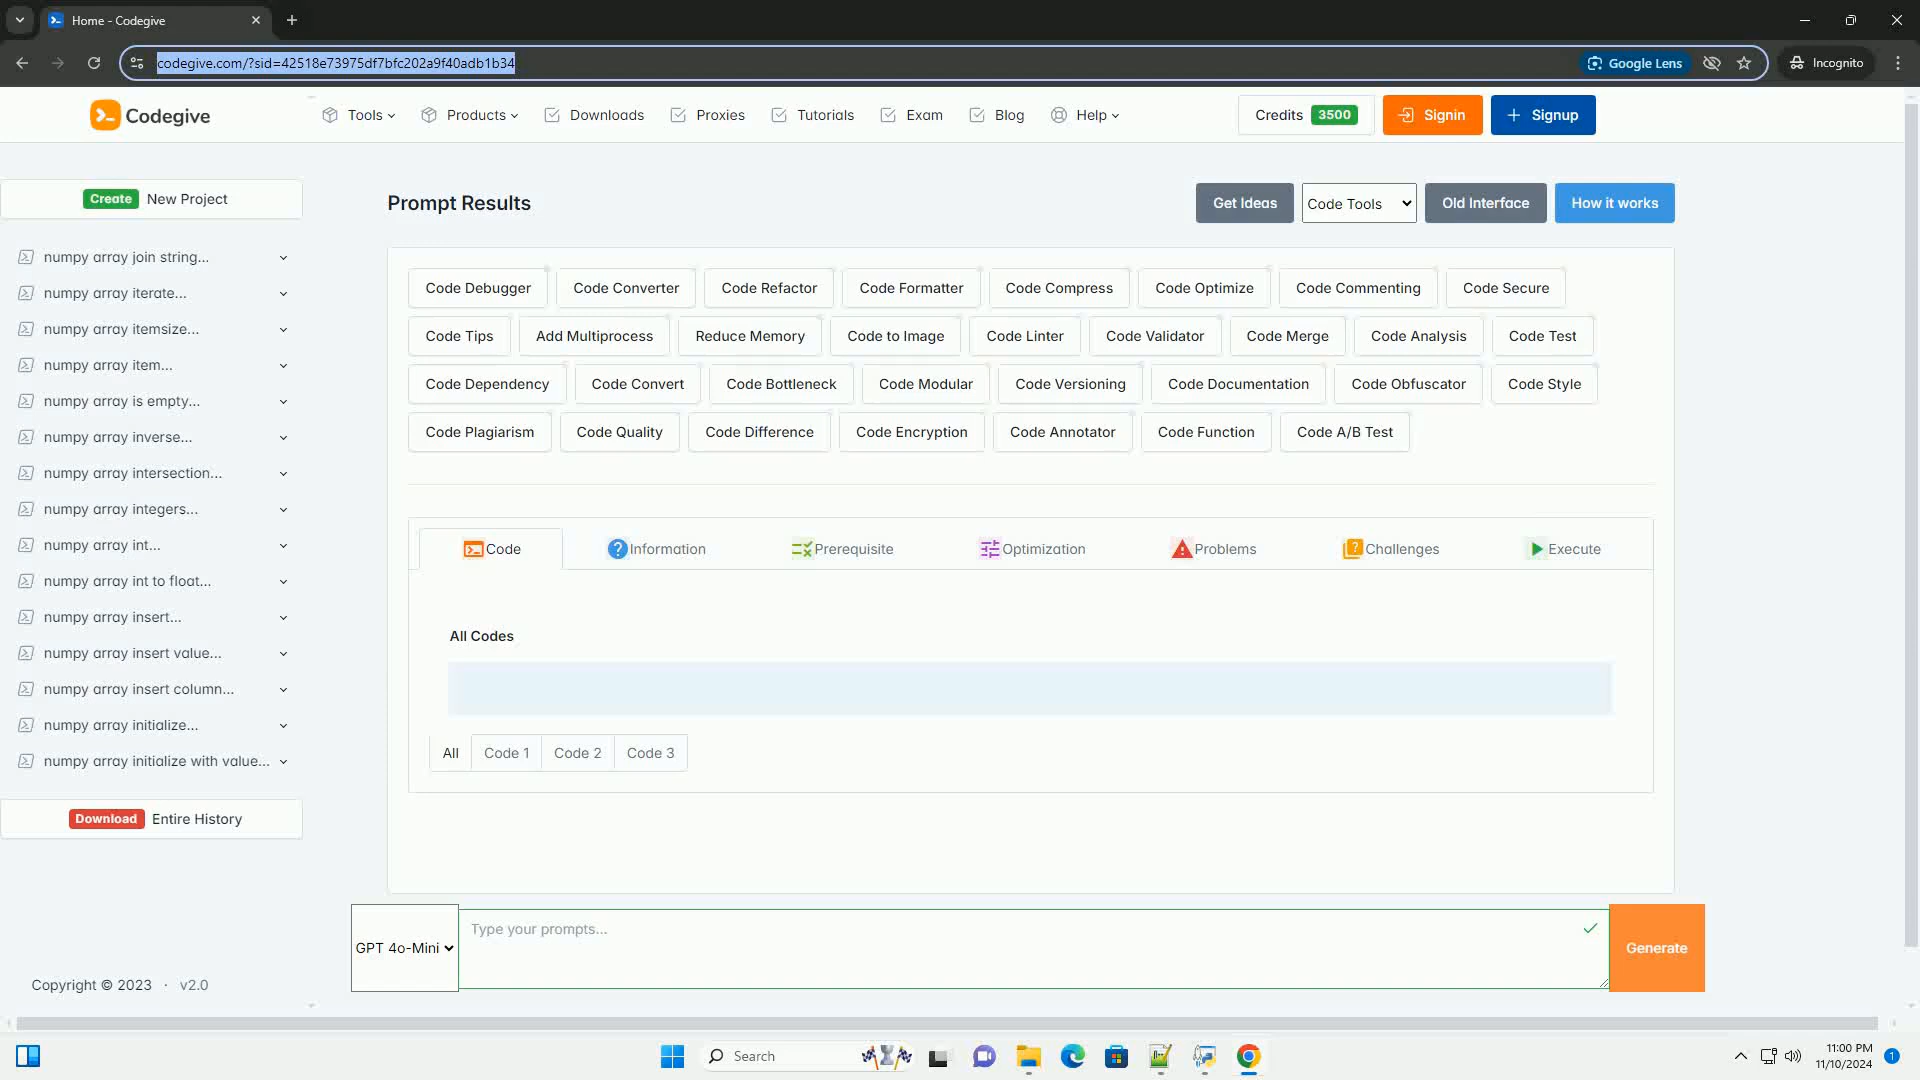 Home - Codegive
codegive.com/?sid=42518e73975df7bfc202a9f40adb1b34
Google Lens
Incognito
Codegive
Tools
Products
Downloads
Proxies
Tutorials
Exam
Blog
Help
Credits 3500
Signin
Signup
Create New Project
numpy array join string...
numpy array iterate...
numpy array itemsize...
numpy array item...
numpy array is empty...
numpy array inverse...
numpy array intersection...
numpy array integers...
numpy array int...
numpy array int to float...
numpy array insert...
numpy array insert value...
numpy array insert column...
numpy array initialize...
numpy array initialize with value...
Download Entire History
Copyright © 2023 · v2.0
Prompt Results
Get Ideas
Code Tools
Old Interface
How it works
Code Debugger
Code Converter
Code Refactor
Code Formatter
Code Compress
Code Optimize
Code Commenting
Code Secure
Code Tips
Add Multiprocess
Reduce Memory
Code to Image
Code Linter
Code Validator
Code Merge
Code Analysis
Code Test
Code Dependency
Code Convert
Code Bottleneck
Code Modular
Code Versioning
Code Documentation
Code Obfuscator
Code Style
Code Plagiarism
Code Quality
Code Difference
Code Encryption
Code Annotator
Code Function
Code A/B Test
Code
Information
Prerequisite
Optimization
Problems
Challenges
Execute
All Codes
All
Code 1
Code 2
Code 3
GPT 4o-Mini
Type your prompts...
Generate
Search
11:00 PM
11/10/2024
1